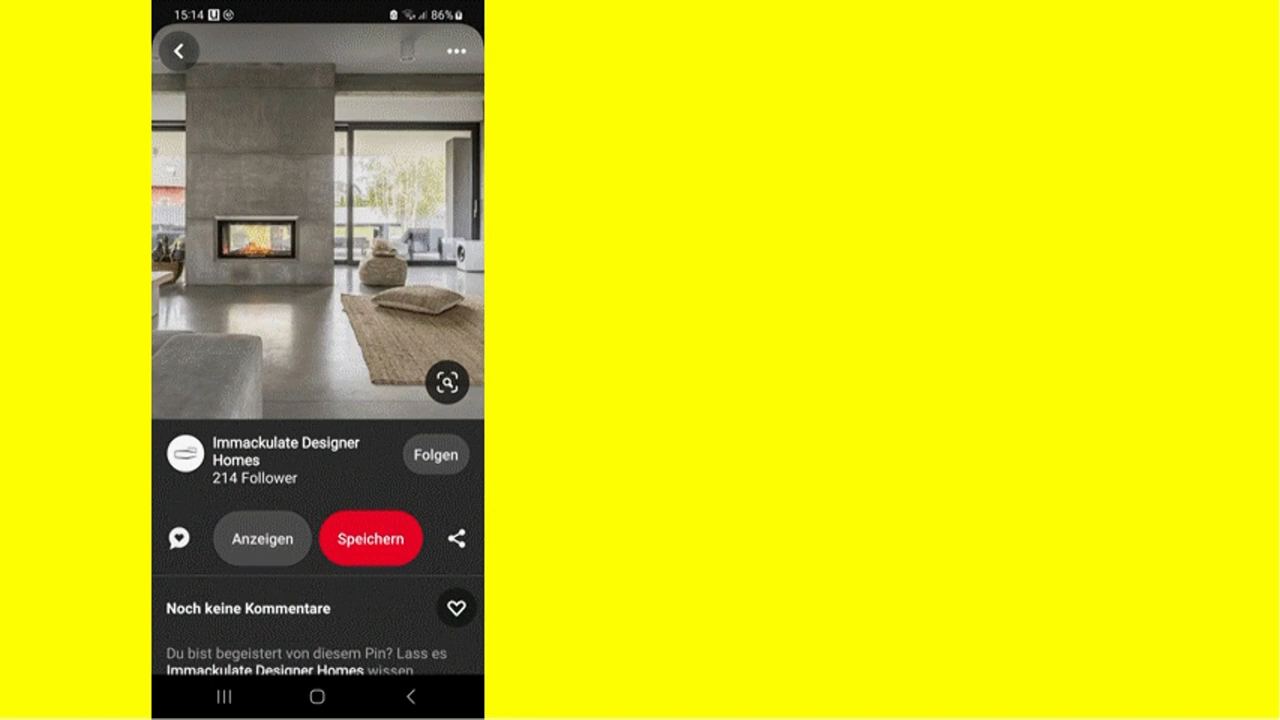 15:14 86%
Immackulate Designer
Homes
214 Follower
Folgen
Anzeigen
Speichern
Noch keine Kommentare
Du bist begeistert von diesem Pin? Lass es
Immackulate Designer Homes wissen